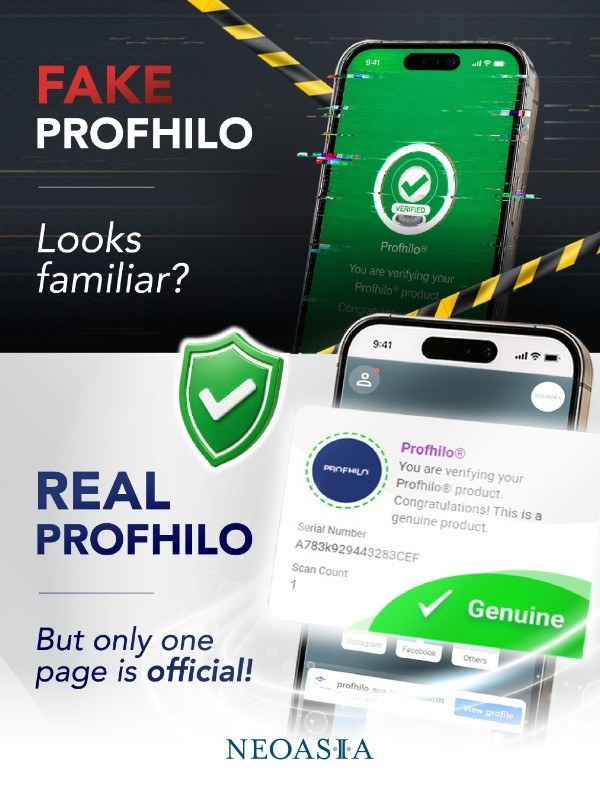 FAKE
PROFHILO
Looks
familiar?
9:41
VERIFIED
Profhilo®
You are verifying your
Profhilo® product
9:41
NEOASIA
PROFHILO
Profhilo®
You are verifying your
Profhilo® product.
Congratulations! This is a
genuine product.
Serial Number
A783k929443283CEF
Scan Count
1
Genuine
REAL
PROFHILO
But only one
page is official!
Instagram
Facebook
Others
View profile
NEOASIA